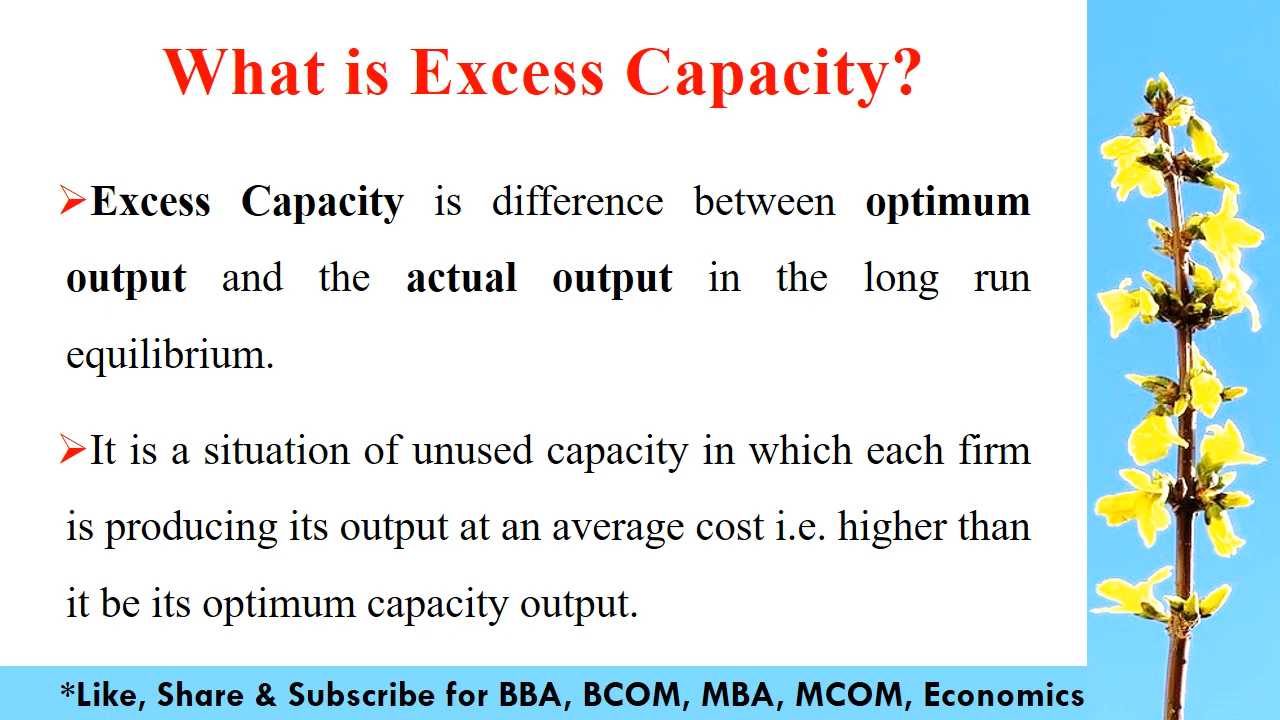 What is Excess Capacity?
➢Excess Capacity is difference between optimum
output and the actual output in the long run
equilibrium.
➢It is a situation of unused capacity in which each firm
is producing its output at an average cost i.e. higher than
it be its optimum capacity output.
*Like, Share & Subscribe for BBA, BCOM, MBA, MCOM, Economics